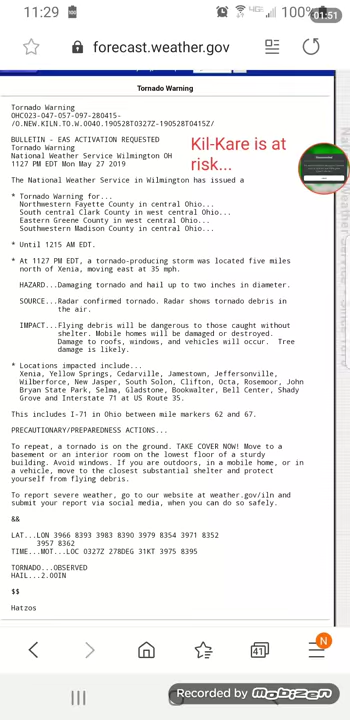 11:29
4G
100%
01:51
forecast.weather.gov
Tornado Warning
Tornado Warning
OHC023-047-057-097-280415-
/O.NEW.KILN.TO.W.0040.190528T0327Z-190528T0415Z/
BULLETIN - EAS ACTIVATION REQUESTED
Tornado Warning
National Weather Service Wilmington OH
1127 PM EDT Mon May 27 2019
Kil-Kare is at
risk...
The National Weather Service in Wilmington has issued a
* Tornado Warning for...
Northwestern Fayette County in central Ohio...
South central Clark County in west central Ohio...
Eastern Greene County in west central Ohio...
Southwestern Madison County in central Ohio...
* Until 1215 AM EDT.
* At 1127 PM EDT, a tornado-producing storm was located five miles
north of Xenia, moving east at 35 mph.
HAZARD...Damaging tornado and hail up to two inches in diameter.
SOURCE...Radar confirmed tornado. Radar shows tornado debris in
the air.
IMPACT...Flying debris will be dangerous to those caught without
shelter. Mobile homes will be damaged or destroyed.
Damage to roofs, windows, and vehicles will occur. Tree
damage is likely.
* Locations impacted include...
Xenia, Yellow Springs, Cedarville, Jamestown, Jeffersonville,
Wilberforce, New Jasper, South Solon, Clifton, Octa, Rosemoor, John
Bryan State Park, Selma, Gladstone, Bookwalter, Bell Center, Shady
Grove and Interstate 71 at US Route 35.
This includes I-71 in Ohio between mile markers 62 and 67.
PRECAUTIONARY/PREPAREDNESS ACTIONS...
To repeat, a tornado is on the ground. TAKE COVER NOW! Move to a
basement or an interior room on the lowest floor of a sturdy
building. Avoid windows. If you are outdoors, in a mobile home, or in
a vehicle, move to the closest substantial shelter and protect
yourself from flying debris.
To report severe weather, go to our website at weather.gov/iln and
submit your report via social media, when you can do so safely.
&&
LAT...LON 3966 8393 3983 8390 3979 8354 3971 8352
3957 8362
TIME...MOT...LOC 0327Z 278DEG 31KT 3975 8395
TORNADO...OBSERVED
HAIL...2.00IN
$$
Hatzos
41
N
Recorded by Mobizen